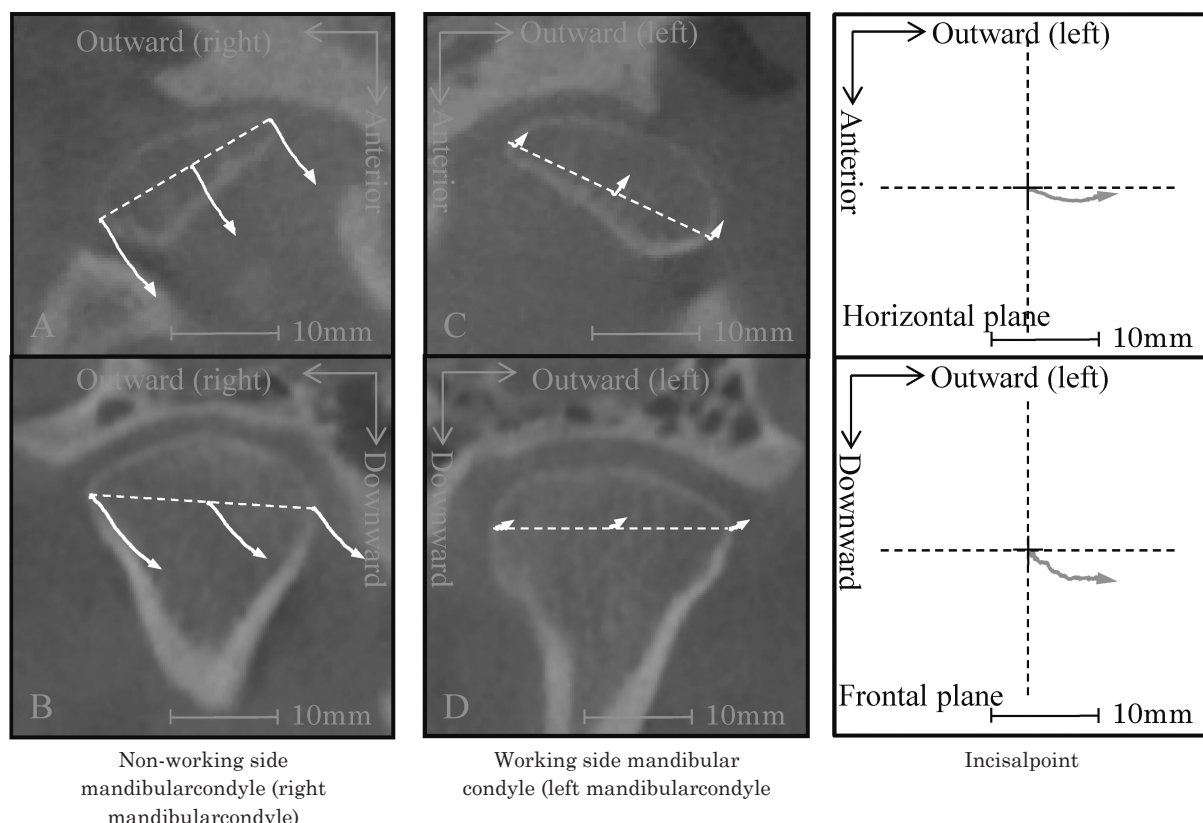 Outward (right)
Anterior
A
10mm
Outward (left)
Anterior
C
10mm
Outward (left)
Anterior
Horizontal plane
10mm
Outward (right)
Downward
B
10mm
Outward (left)
Downward
D
10mm
Outward (left)
Downward
Frontal plane
10mm
Non-working side
mandibularcondyle (right
mandibularcondyle)
Working side mandibular
condyle (left mandibularcondyle
Incisalpoint